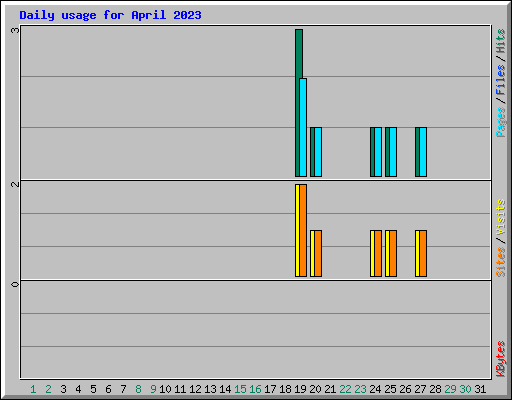 Daily usage for April 2023
3
2
0
Pages/Files/Hits
Sites/Visits
KBytes
1 2 3 4 5 6 7 8 9 10 11 12 13 14 15 16 17 18 19 20 21 22 23 24 25 26 27 28 29 30 31